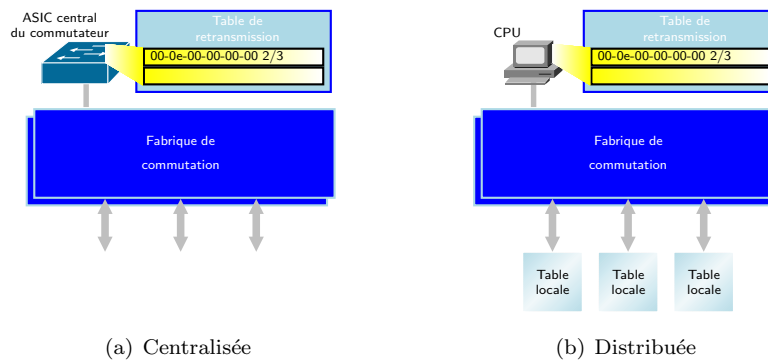 ASIC central
du commutateur
Table de
retransmission
00-0e-00-00-00-00 2/3
Fabrique de
commutation
(a) Centralisée
CPU
Table de
retransmission
00-0e-00-00-00-00 2/3
Fabrique de
commutation
Table
locale
Table
locale
Table
locale
(b) Distribuée